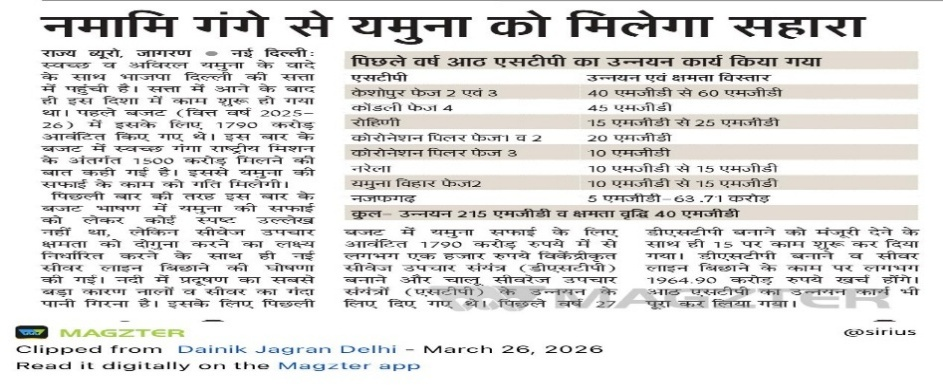 नमामि गंगे से यमुना को मिलेगा सहारा
राज्य ब्यूरो, जागरण ● नई दिल्ली:
स्वच्छ व अविरल यमुना के वादे
के साथ भाजपा दिल्ली की सत्ता
में पहुंची है। सत्ता में आने के बाद
ही इस दिशा में काम शुरू हो गया
था। पहले बजट (वित्त वर्ष 2025-
26) में इसके लिए 1790 करोड़
आवंटित किए गए थे। इस बार के
बजट में स्वच्छ गंगा राष्ट्रीय मिशन
के अंतर्गत 1500 करोड़ मिलने की
बात कही गई है। इससे यमुना की
सफाई के काम को गति मिलेगी।
पिछली बार की तरह इस बार के
बजट भाषण में यमुना की सफाई
को लेकर कोई स्पष्ट उल्लेख
नहीं था, लेकिन सीवेज उपचार
क्षमता को दोगुना करने का लक्ष्य
निर्धारित करने के साथ ही नई
सीवर लाइन बिछाने की घोषणा
की गई। नदी में प्रदूषण का सबसे
बड़ा कारण नालों व सीवर का गंदा
पानी गिरना है। इसके लिए पिछली
पिछले वर्ष आठ एसटीपी का उन्नयन कार्य किया गया
एसटीपी उन्नयन एवं क्षमता विस्तार
केशोपुर फेज 2 एवं 3 40 एमजीडी से 60 एमजीडी
कोंडली फेज 4 45 एमजीडी
रोहिणी 15 एमजीडी से 25 एमजीडी
कोरोनेशन पिलर फेज1 व 2 20 एमजीडी
कोरोनेशन पिलर फेज 3 10 एमजीडी
नरेला 10 एमजीडी से 15 एमजीडी
यमुना विहार फेज2 10 एमजीडी से 15 एमजीडी
नजफगढ़ 5 एमजीडी-63.71 करोड़
कुल- उन्नयन 215 एमजीडी व क्षमता वृद्धि 40 एमजीडी
बजट में यमुना सफाई के लिए
आवंटित 1790 करोड़ रुपये में से
लगभग एक हजार रुपये विकेंद्रीकृत
सीवेज उपचार संयंत्र (डीएसटीपी)
बनाने और चालू सीवरेज उपचार
संयंत्रों (एसटीपी) के उन्नयन के
लिए दिए गए थे। पिछले वर्ष 27
डीएसटीपी बनाने को मंजूरी देने के
साथ ही 15 पर काम शुरू कर दिया
गया। डीएसटीपी बनाने व सीवर
लाइन बिछाने के काम पर लगभग
1964.90 करोड़ रुपये खर्च होंगे।
आठ एसटीपी का उन्नयन कार्य भी
पूरा कर लिया गया।
MAGZTER
MAGZTER
@sirius
Clipped from Dainik Jagran Delhi - March 26, 2026
Read it digitally on the Magzter app